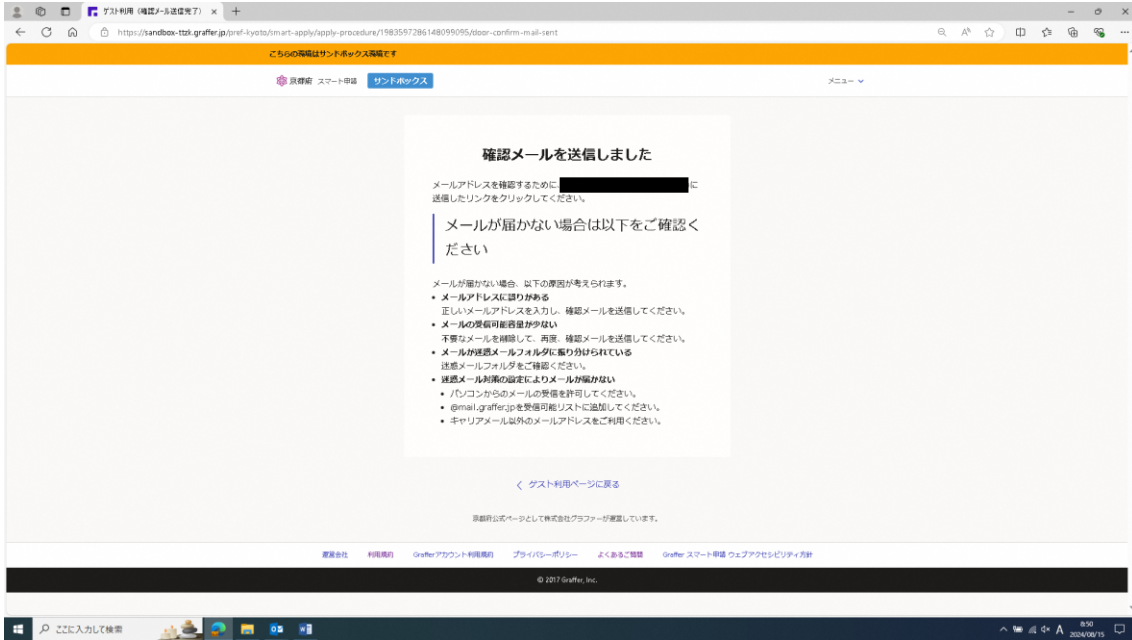 ゲスト利用（確認メール送信完了）
https://sandbox-ttzk.graffer.jp/pref-kyoto/smart-apply/apply-procedure/1983597286148099095/door-confirm-mail-sent
こちらの環境はサンドボックス環境です
京都府 スマート申請 サンドボックス
メニュー
確認メールを送信しました
メールアドレスを確認するために、
に
送信したリンクをクリックしてください。
メールが届かない場合は以下をご確認く
ださい
メールが届かない場合、以下の原因が考えられます。
• メールアドレスに誤りがある
正しいメールアドレスを入力し、確認メールを送信してください。
• メールの受信可能容量が少ない
不要なメールを削除して、再度、確認メールを送信してください。
• メールが迷惑メールフォルダに振り分けられている
迷惑メールフォルダをご確認ください。
• 迷惑メール対策の設定によりメールが届かない
• パソコンからのメールの受信を許可してください。
• @mail.graffer.jpを受信可能リストに追加してください。
• キャリアメール以外のメールアドレスをご利用ください。
ゲスト利用ページに戻る
京都府公式ページとして株式会社グラファーが運営しています。
運営会社 利用規約 Grafferアカウント利用規約 プライバシーポリシー よくあるご質問 Graffer スマート申請 ウェブアクセシビリティ方針
© 2017 Graffer, Inc.
ここに入力して検索
A
8:50
2024/08/15